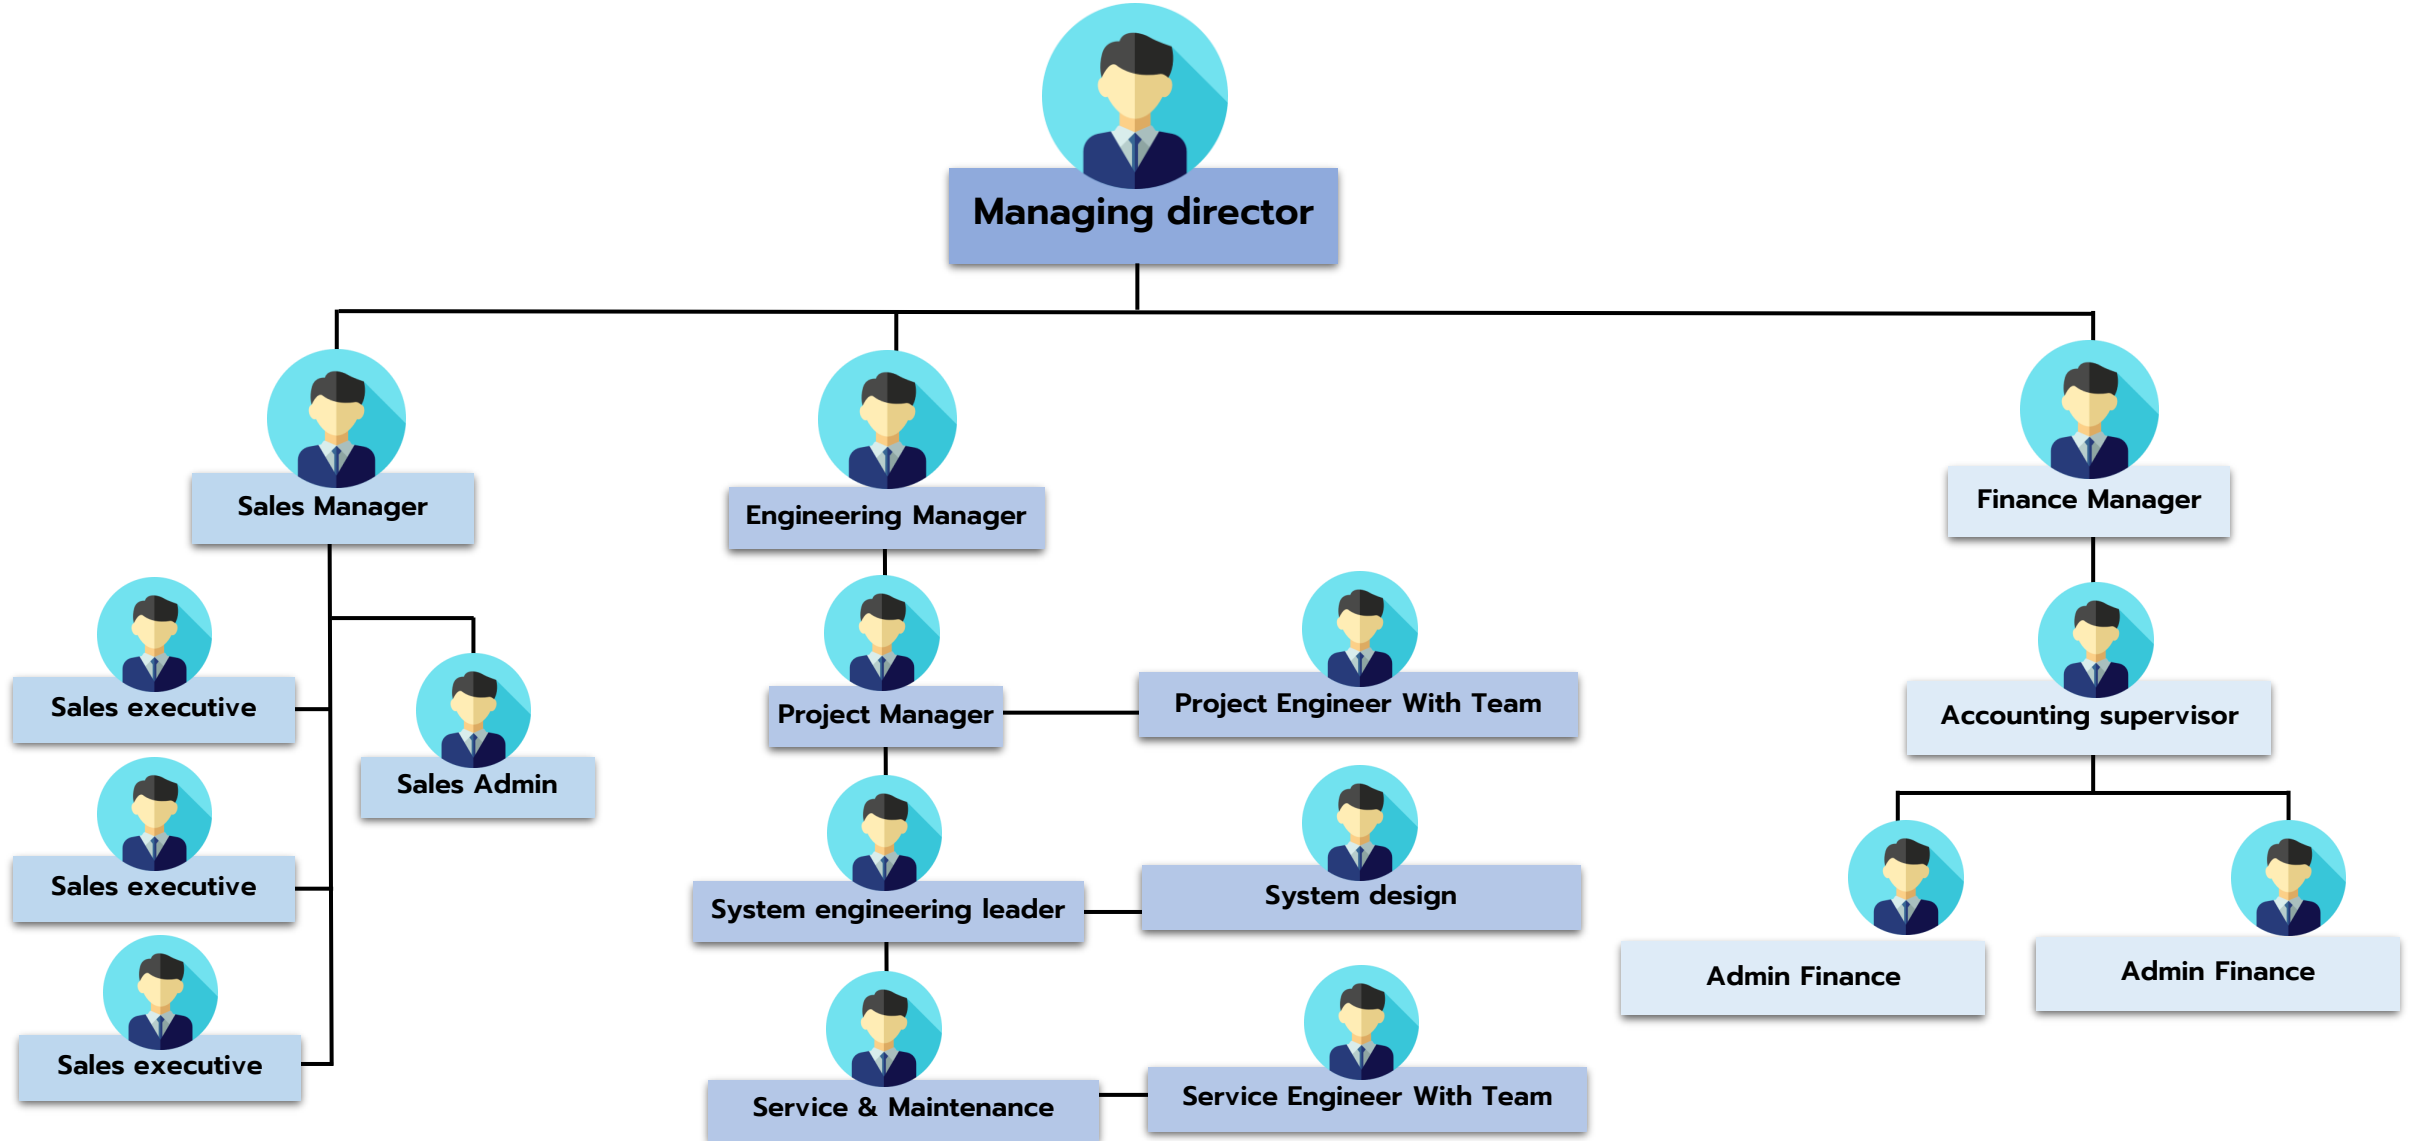 Managing director
Sales Manager
Engineering Manager
Finance Manager
Sales executive
Sales Admin
Sales executive
Sales executive
Project Manager
Project Engineer With Team
System engineering leader
System design
Service & Maintenance
Service Engineer With Team
Accounting supervisor
Admin Finance
Admin Finance